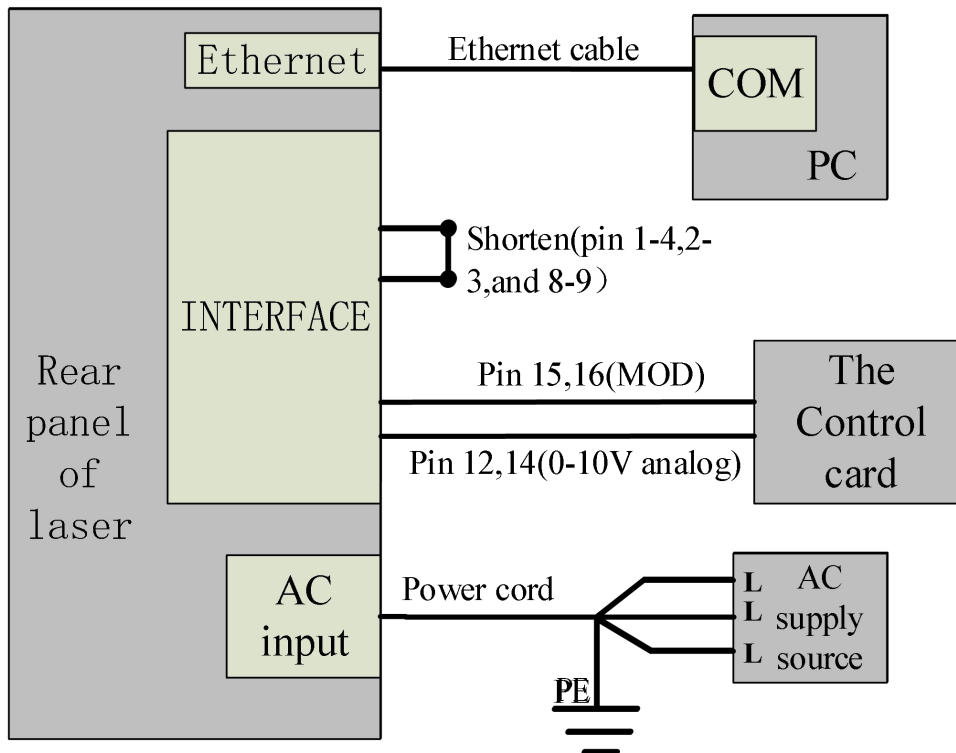 Ethernet
Ethernet cable
COM
PC
Shorten(pin 1-4,2-
3,and 8-9）
INTERFACE
Rear
panel
of
laser
Pin 15,16(MOD)
Pin 12,14(0-10V analog)
The
Control
card
AC
input
Power cord
L
L
L
AC
supply
source
PE